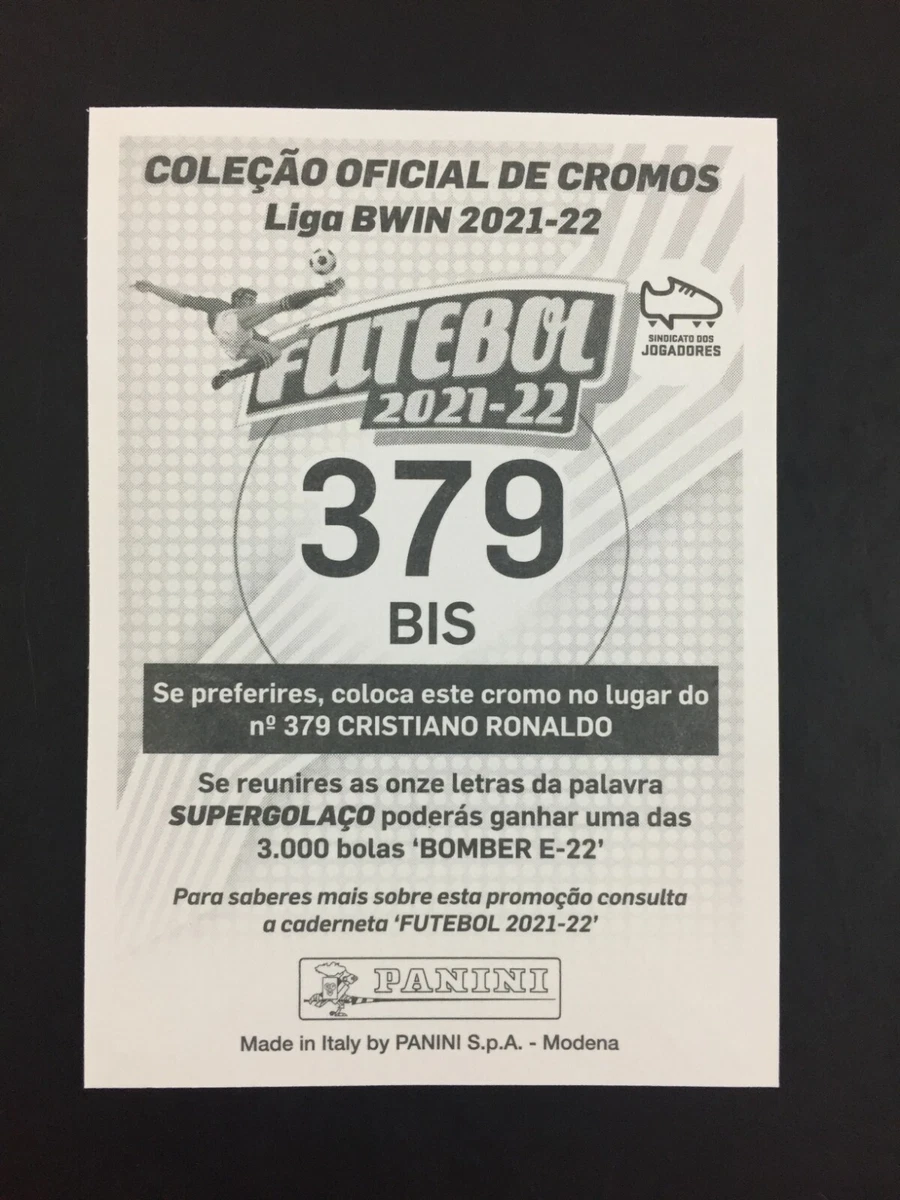 COLEÇÃO OFICIAL DE CROMOS
Liga BWIN 2021-22
FUTEBOL
2021-22
SINDICATO DOS
JOGADORES
379
BIS
Se preferires, coloca este cromo no lugar do
nº 379 CRISTIANO RONALDO
Se reunires as onze letras da palavra
SUPERGOLAÇO poderás ganhar uma das
3.000 bolas ‘BOMBER E-22’
Para saberes mais sobre esta promoção consulta
a caderneta ‘FUTEBOL 2021-22’
PANINI
Made in Italy by PANINI S.p.A. - Modena